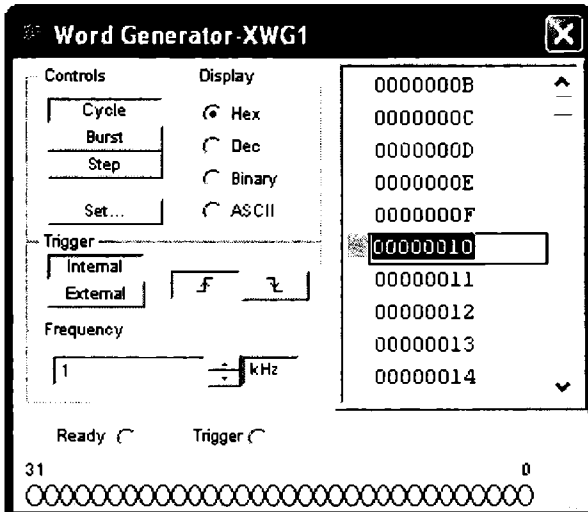 Word Generator-XWG1
Controls
Cycle
Burst
Step
Set...
Display
Hex
Dec
Binary
ASCII
Trigger
Internal
External
Frequency
1
kHz
Ready
Trigger
0000000B
0000000C
0000000D
0000000E
0000000F
00000010
00000011
00000012
00000013
00000014
31
0